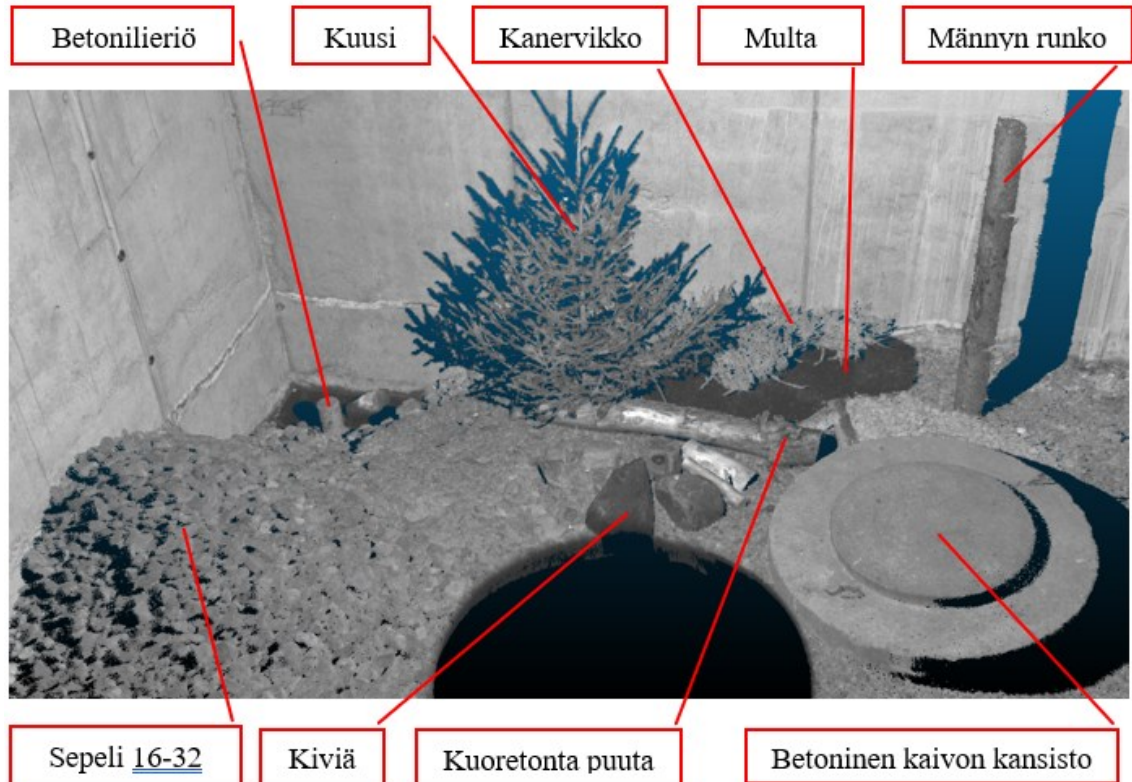 Betonilieriö
Kuusi
Kanervikko
Multa
Männyn runko
Sepeli 16-32
Kiviä
Kuoretonta puuta
Betoninen kaivon kansisto